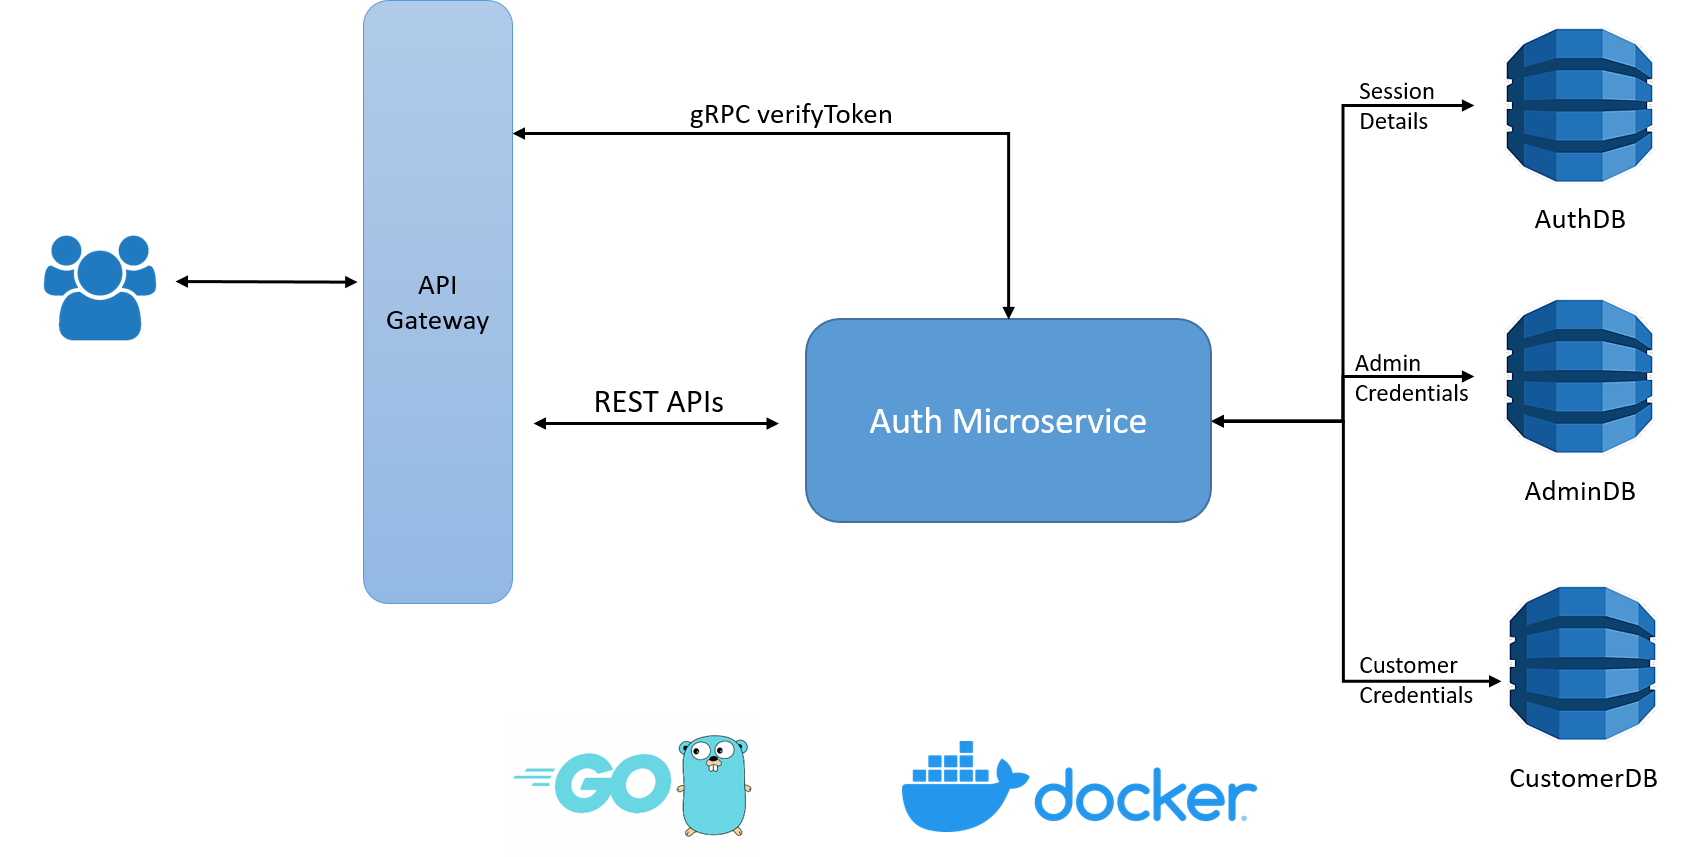 gRPC verifyToken
API
Gateway
REST APIs
Auth Microservice
Session
Details
AuthDB
Admin
Credentials
AdminDB
Customer
Credentials
CustomerDB
GO
docker